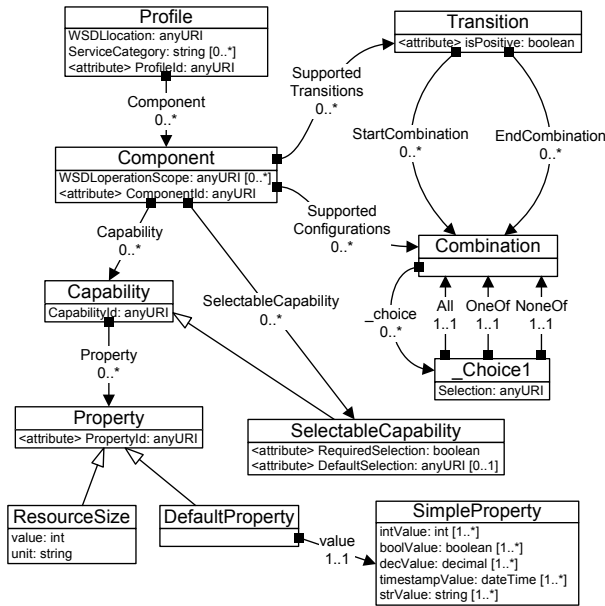 Profile
WSDLlocation: anyURI
ServiceCategory: string [0..*]
<attribute> ProfileId: anyURI
Transition
<attribute> isPositive: boolean
Component
0..*
Supported
Transitions
0..*
StartCombination
0..*
EndCombination
0..*
Component
WSDLoperationScope: anyURI [0..*]
<attribute> ComponentId: anyURI
Supported
Configurations
0..*
Capability
0..*
Combination
Capability
CapabilityId: anyURI
SelectableCapability
0..*
_choice
0..*
All
1..1
OneOf
1..1
NoneOf
1..1
Property
0..*
_Choice1
Selection: anyURI
Property
<attribute> PropertyId: anyURI
SelectableCapability
<attribute> RequiredSelection: boolean
<attribute> DefaultSelection: anyURI [0..1]
ResourceSize
value: int
unit: string
DefaultProperty
value
1..1
SimpleProperty
intValue: int [1..*]
boolValue: boolean [1..*]
decValue: decimal [1..*]
timestampValue: dateTime [1..*]
strValue: string [1..*]